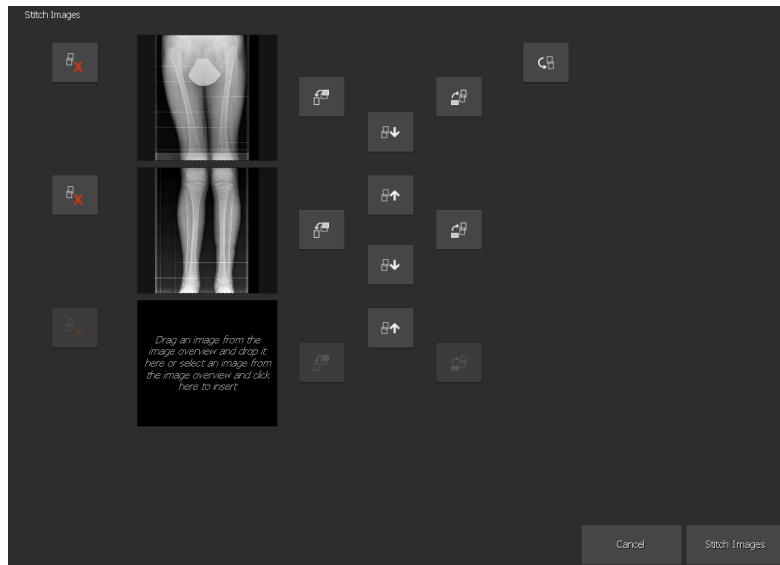 Stitch Images
Drag an image from the
image overview and drop it
here or select an image from
the image overview and click
here to insert
Cancel
Stitch Images